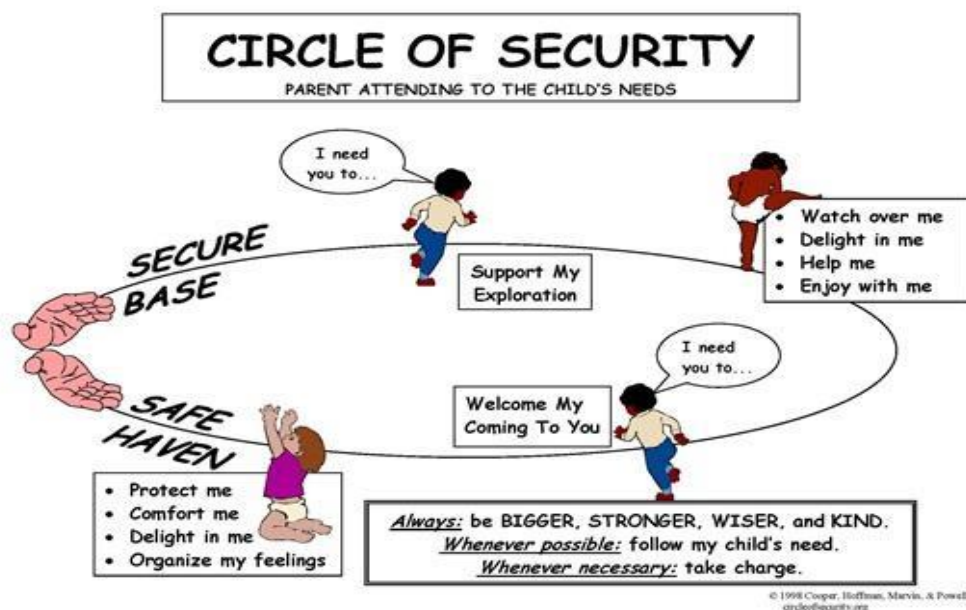 CIRCLE OF SECURITY
PARENT ATTENDING TO THE CHILD'S NEEDS
I need
you to...
SECURE
BASE
Support My
Exploration
• Watch over me
• Delight in me
• Help me
• Enjoy with me
I need
you to...
Welcome My
Coming To You
SAFE
HAVEN
• Protect me
• Comfort me
• Delight in me
• Organize my feelings
Always: be BIGGER, STRONGER, WISER, and KIND.
Whenever possible: follow my child's need.
Whenever necessary: take charge.
© 1998 Cooper, Hoffman, Marvin, & Powell
circleofsecurity.org